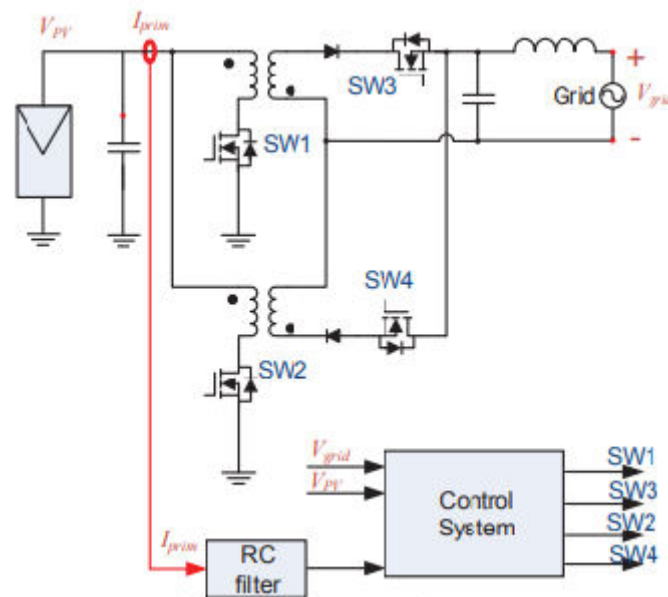 V_PV
I_prim
SW3
Grid
+
V_grid
-
SW1
SW4
SW2
V_grid
V_PV
Control
System
SW1
SW3
SW2
SW4
I_prim
RC
filter